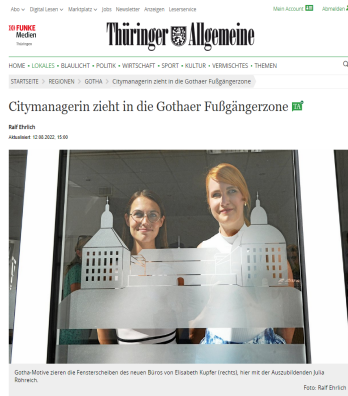 Abo Digital Lesen Marktplatz Jobs Newsletter Anzeigen Leserservice Mein Account Abmelden
FUNKE
Medien
Thüringen
Thüringer Allgemeine
HOME • LOKALES • BLAULICHT • POLITIK • WIRTSCHAFT • SPORT • KULTUR • VERMISCHTES • THEMEN
STARTSEITE > REGIONEN > GOTHA > Citymanagerin zieht in die Gothaer Fußgängerzone
Citymanagerin zieht in die Gothaer Fußgängerzone TA+
Ralf Ehrlich
Aktualisiert: 12.08.2022, 15:00
Gotha-Motive zieren die Fensterscheiben des neuen Büros von Elisabeth Kupfer (rechts), hier mit der Auszubildenden Julia
Röhreich.
Foto: Ralf Ehrlich